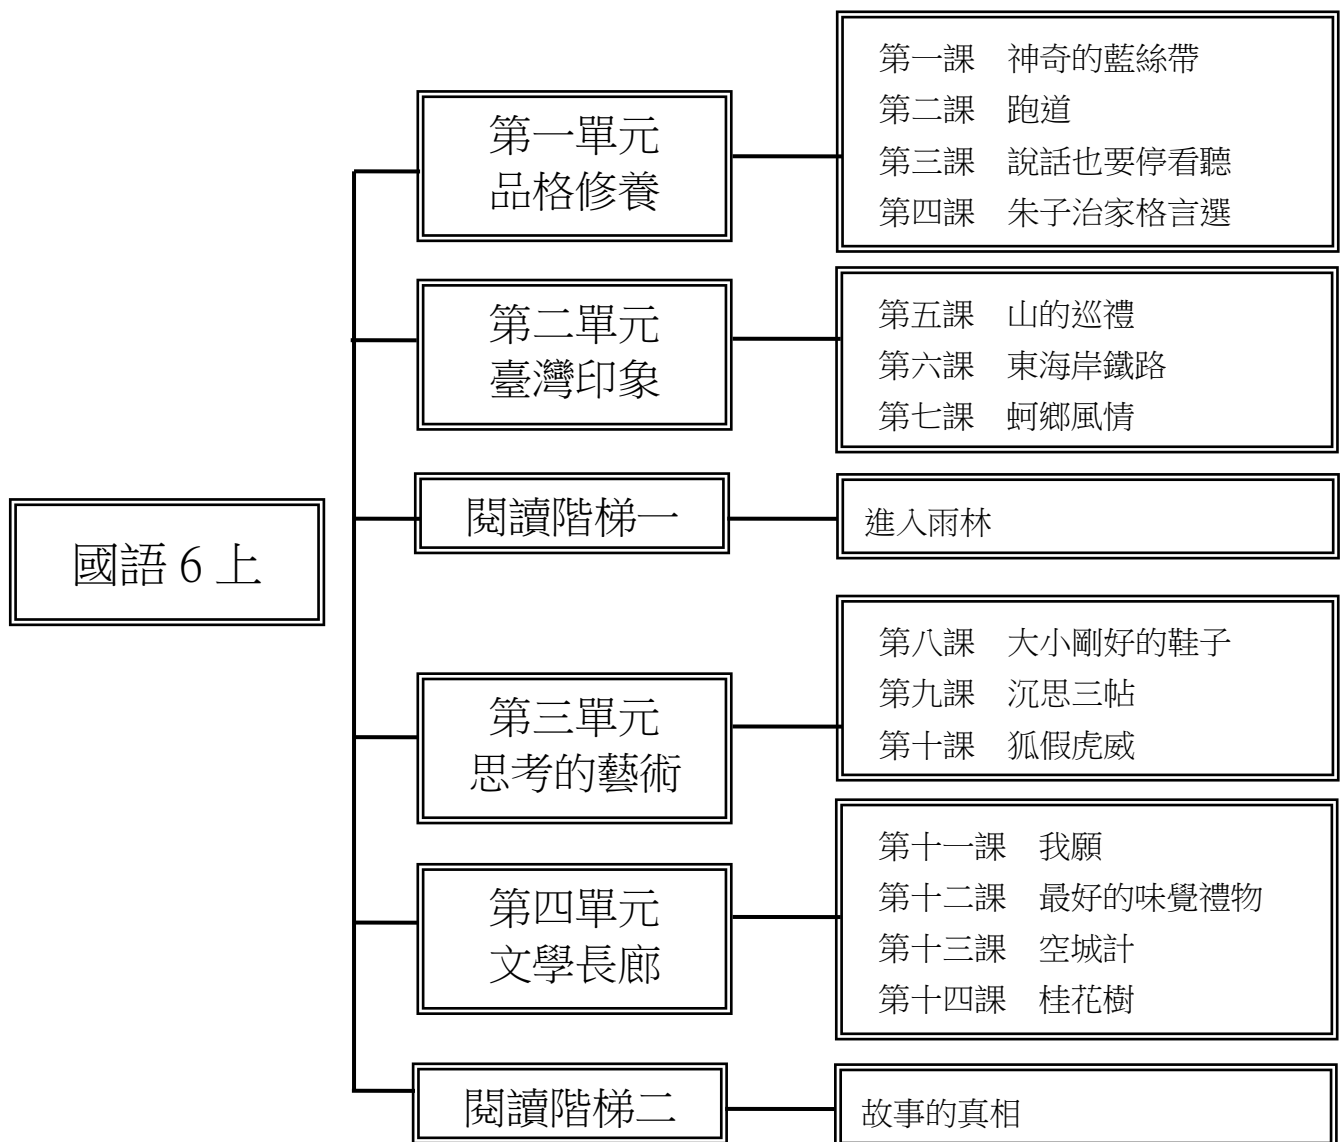 國語 6 上
第一單元
品格修養
第一課 神奇的藍絲帶
第二課 跑道
第三課 說話也要停看聽
第四課 朱子治家格言選
第二單元
臺灣印象
第五課 山的巡禮
第六課 東海岸鐵路
第七課 蚵鄉風情
閱讀階梯一
進入雨林
第三單元
思考的藝術
第八課 大小剛好的鞋子
第九課 沉思三帖
第十課 狐假虎威
第四單元
文學長廊
第十一課 我願
第十二課 最好的味覺禮物
第十三課 空城計
第十四課 桂花樹
閱讀階梯二
故事的真相